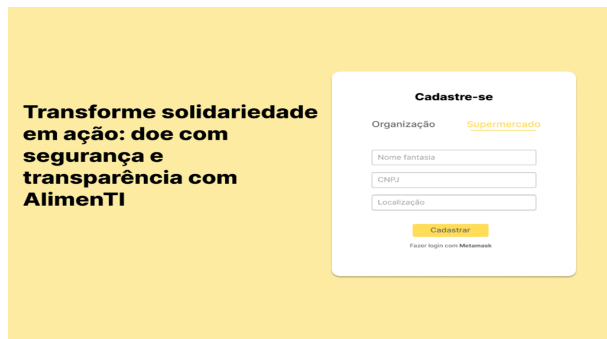 Transforme solidariedade
em ação: doe com
segurança e
transparência com
AlimenTI
Cadastre-se
Organização Supermercado
Nome fantasia
CNPJ
Localização
Cadastrar
Fazer login com Metamask